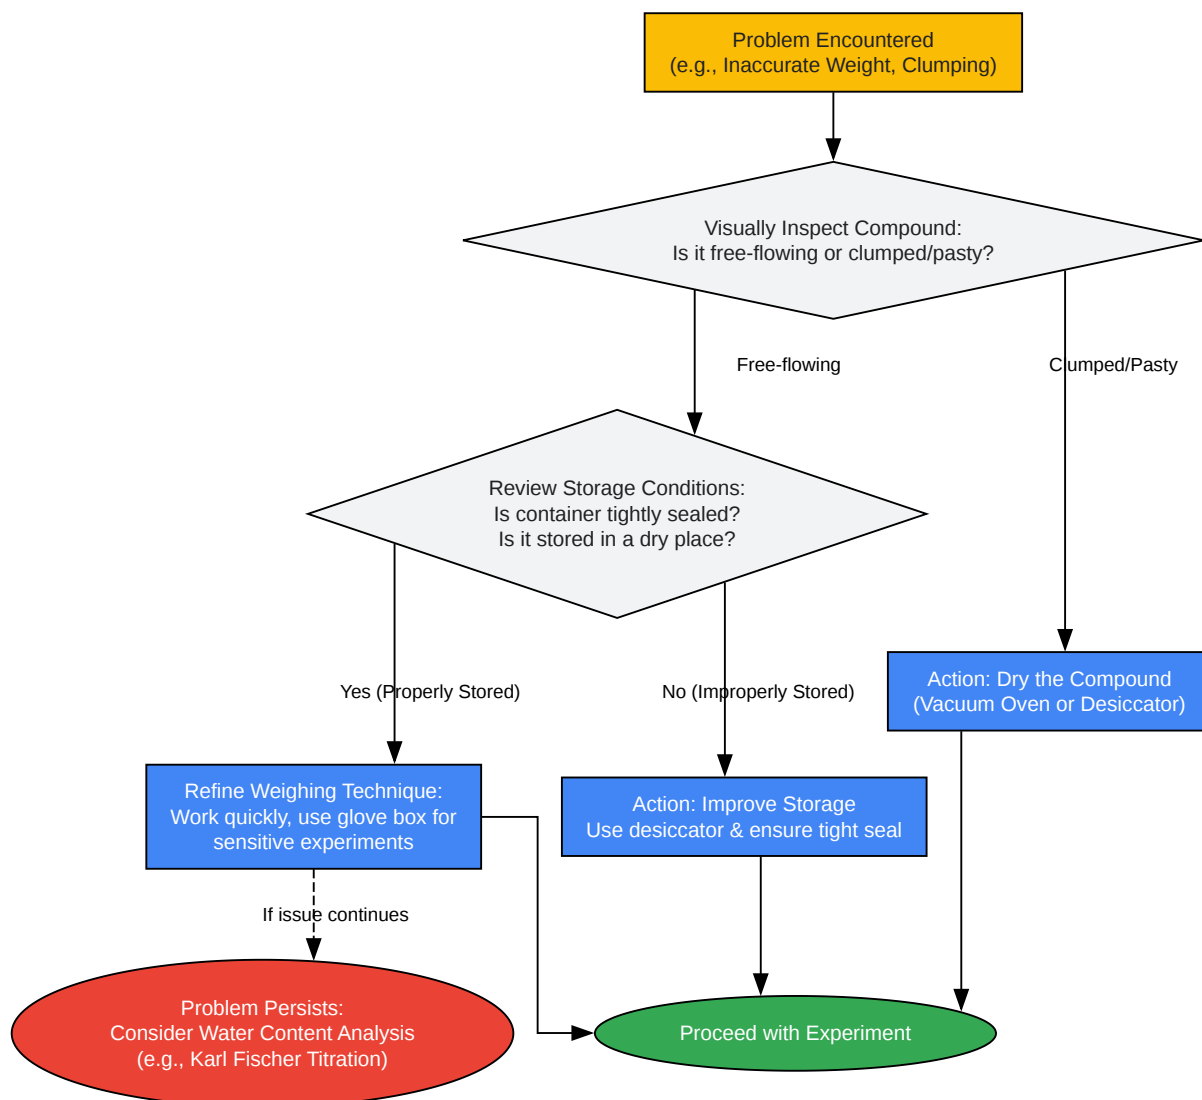 Problem Encountered
(e.g., Inaccurate Weight, Clumping)
Visually Inspect Compound:
Is it free-flowing or clumped/pasty?
Free-flowing
Clumped/Pasty
Review Storage Conditions:
Is container tightly sealed?
Is it stored in a dry place?
Yes (Properly Stored)
No (Improperly Stored)
Action: Dry the Compound
(Vacuum Oven or Desiccator)
Refine Weighing Technique:
Work quickly, use glove box for
sensitive experiments
Action: Improve Storage
Use desiccator & ensure tight seal
If issue continues
Problem Persists:
Consider Water Content Analysis
(e.g., Karl Fischer Titration)
Proceed with Experiment